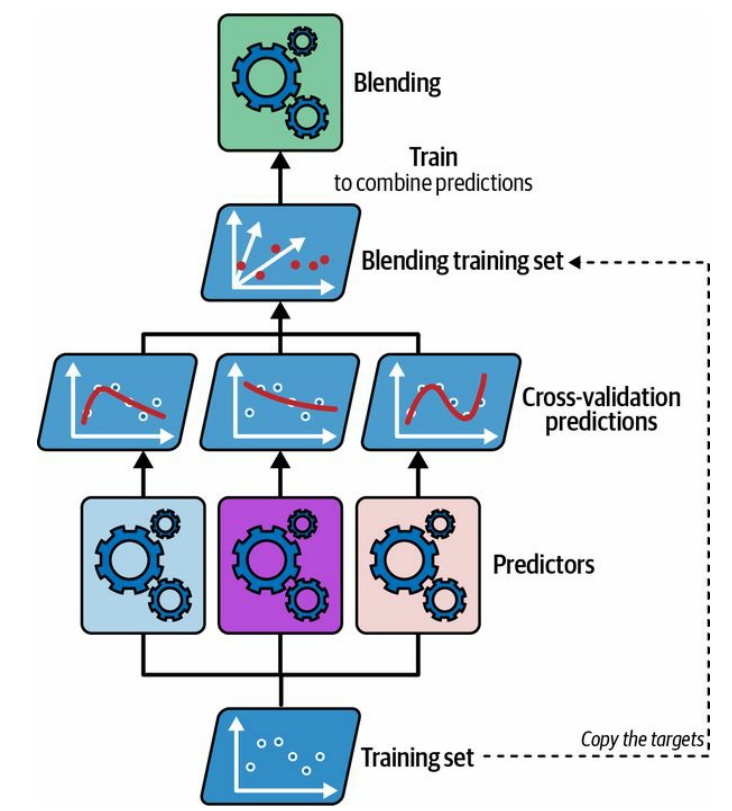 Blending
Train
to combine predictions
Blending training set
Cross-validation
predictions
Predictors
Copy the targets
Training set